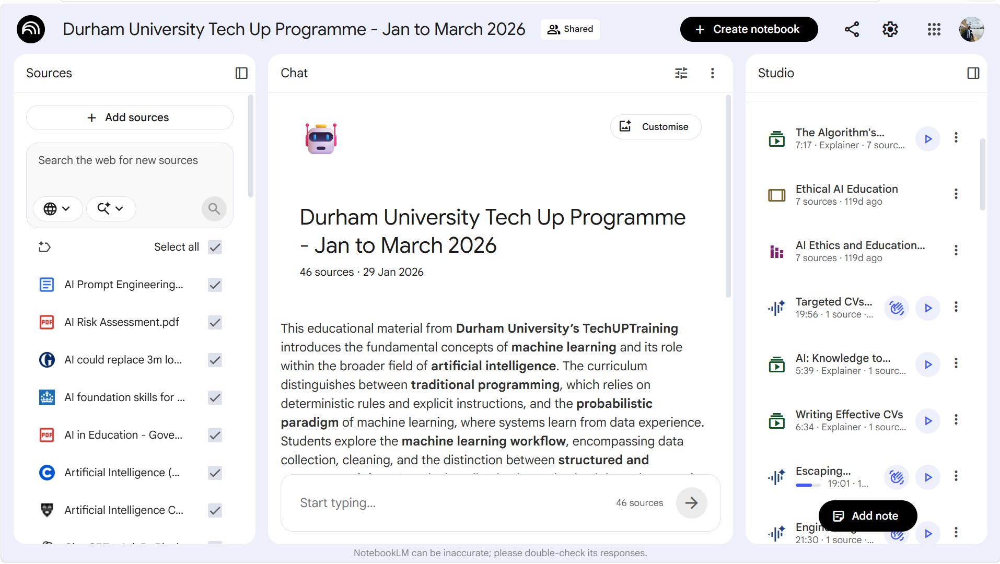 Durham University Tech Up Programme - Jan to March 2026
Shared
Create notebook
Sources
Add sources
Search the web for new sources
Select all
AI Prompt Engineering...
AI Risk Assessment.pdf
AI could replace 3m lo...
AI foundation skills for ...
AI in Education - Gove...
Artificial Intelligence (...
Artificial Intelligence C...
Chat
Customise
Durham University Tech Up Programme
- Jan to March 2026
46 sources · 29 Jan 2026
This educational material from Durham University’s TechUPTraining
introduces the fundamental concepts of machine learning and its role
within the broader field of artificial intelligence. The curriculum
distinguishes between traditional programming, which relies on
deterministic rules and explicit instructions, and the probabilistic
paradigm of machine learning, where systems learn from data experience.
Students explore the machine learning workflow, encompassing data
collection, cleaning, and the distinction between structured and
Start typing...
46 sources
Studio
The Algorithm's...
7:17 · Explainer · 7 sourc...
Ethical AI Education
7 sources · 119d ago
AI Ethics and Education...
7 sources · 119d ago
Targeted CVs...
19:56 · 1 source ·...
AI: Knowledge to...
5:39 · Explainer · 1 sourc...
Writing Effective CVs
6:34 · Explainer · 1 sourc...
Escaping...
19:01 · 1...
Add note
21:30 · 1 source ·...
NotebookLM can be inaccurate; please double-check its responses.